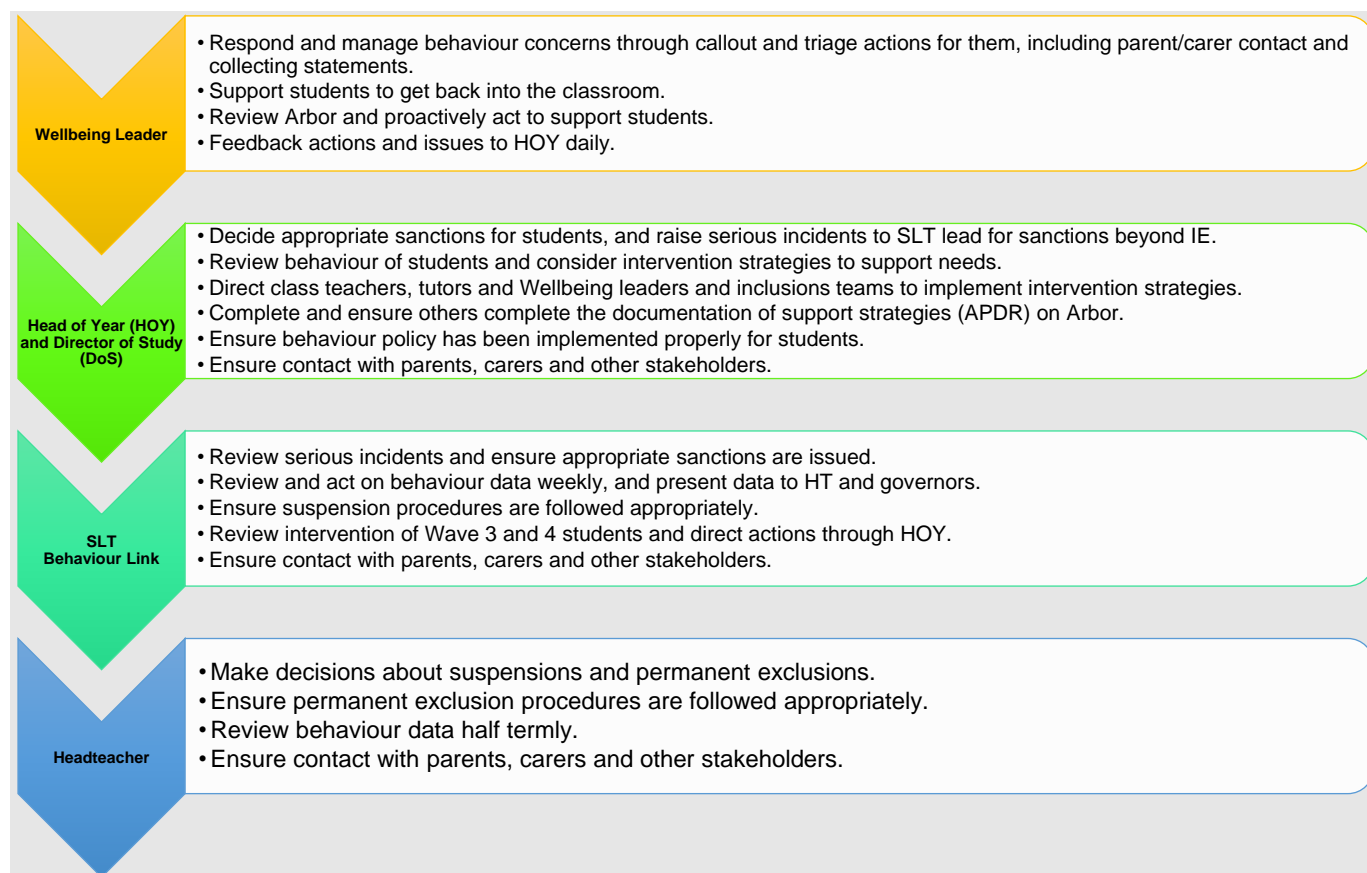 Wellbeing Leader
• Respond and manage behaviour concerns through callout and triage actions for them, including parent/carer contact and
collecting statements.
• Support students to get back into the classroom.
• Review Arbor and proactively act to support students.
• Feedback actions and issues to HOY daily.
Head of Year (HOY)
and Director of Study
(DoS)
• Decide appropriate sanctions for students, and raise serious incidents to SLT lead for sanctions beyond IE.
• Review behaviour of students and consider intervention strategies to support needs.
• Direct class teachers, tutors and Wellbeing leaders and inclusions teams to implement intervention strategies.
• Complete and ensure others complete the documentation of support strategies (APDR) on Arbor.
• Ensure behaviour policy has been implemented properly for students.
• Ensure contact with parents, carers and other stakeholders.
SLT
Behaviour Link
• Review serious incidents and ensure appropriate sanctions are issued.
• Review and act on behaviour data weekly, and present data to HT and governors.
• Ensure suspension procedures are followed appropriately.
• Review intervention of Wave 3 and 4 students and direct actions through HOY.
• Ensure contact with parents, carers and other stakeholders.
Headteacher
• Make decisions about suspensions and permanent exclusions.
• Ensure permanent exclusion procedures are followed appropriately.
• Review behaviour data half termly.
• Ensure contact with parents, carers and other stakeholders.